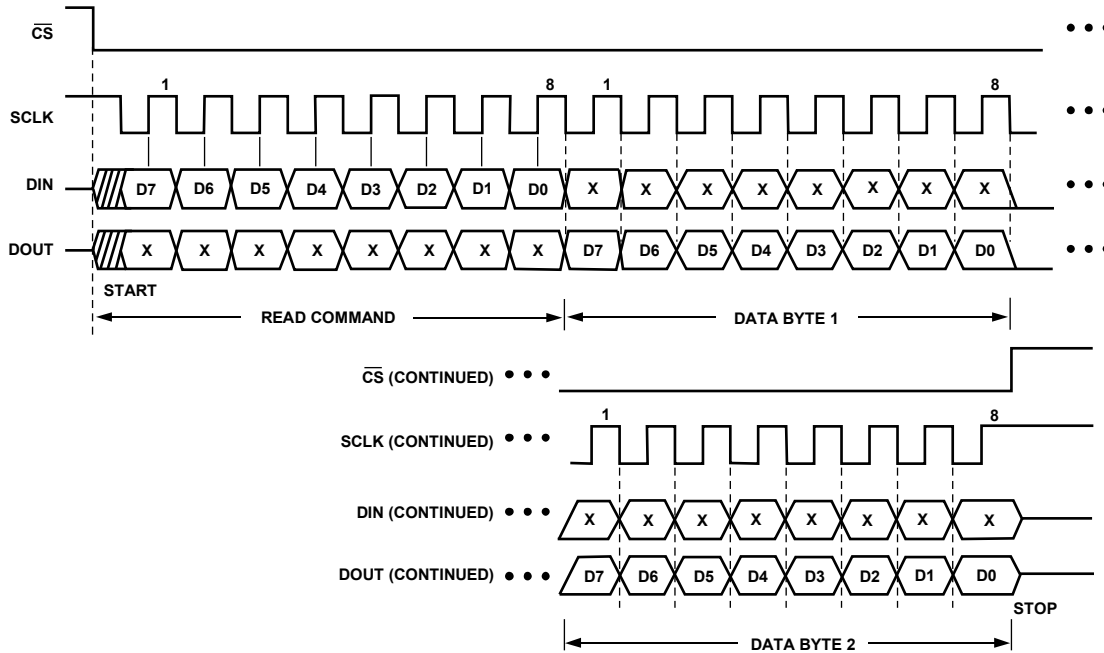 CS
SCLK 1 8 1 8
DIN D7 D6 D5 D4 D3 D2 D1 D0 X X X X X X X X
DOUT X X X X X X X X D7 D6 D5 D4 D3 D2 D1 D0
START
READ COMMAND DATA BYTE 1
CS (CONTINUED)
SCLK (CONTINUED) 1 8
DIN (CONTINUED) X X X X X X X X
DOUT (CONTINUED) D7 D6 D5 D4 D3 D2 D1 D0
STOP
DATA BYTE 2